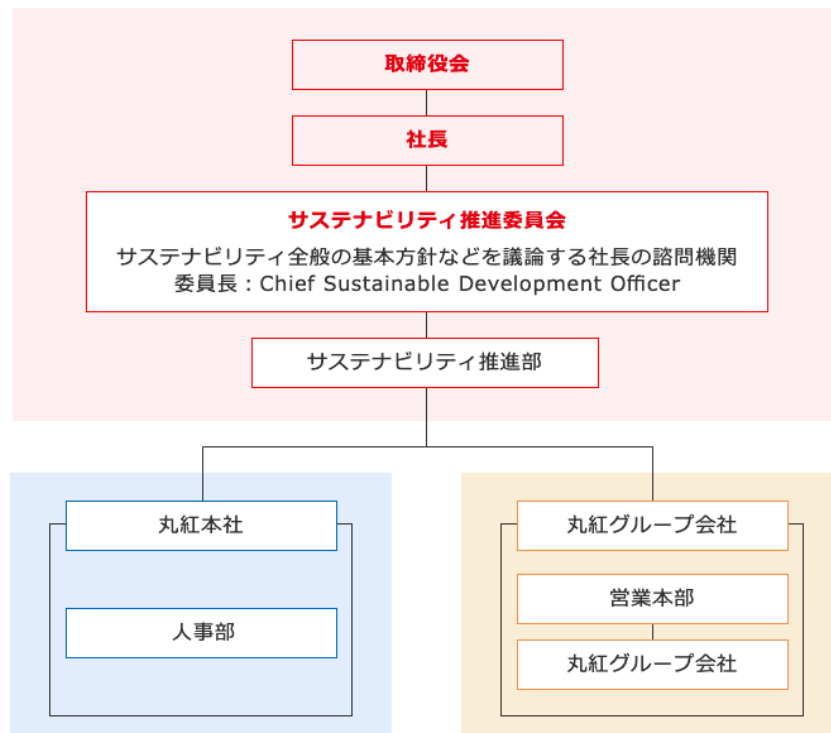 取締役会
社長
サステナビリティ推進委員会
サステナビリティ全般の基本方針などを議論する社長の諮問機関
委員長：Chief Sustainable Development Officer
サステナビリティ推進部
丸紅本社
人事部
丸紅グループ会社
営業本部
丸紅グループ会社